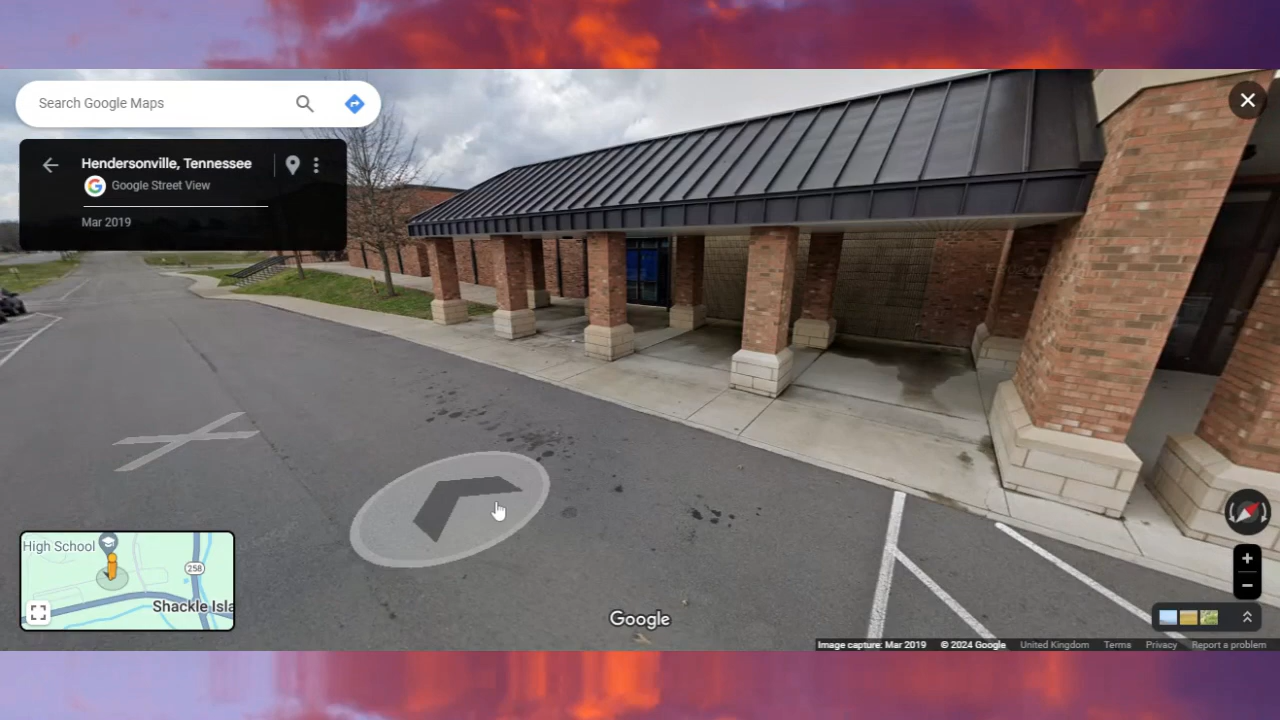 Search Google Maps
Hendersonville, Tennessee
Google Street View
Mar 2019
High School
258
Shackle Isla
Google
Image capture: Mar 2019 © 2024 Google United Kingdom Terms Privacy Report a problem